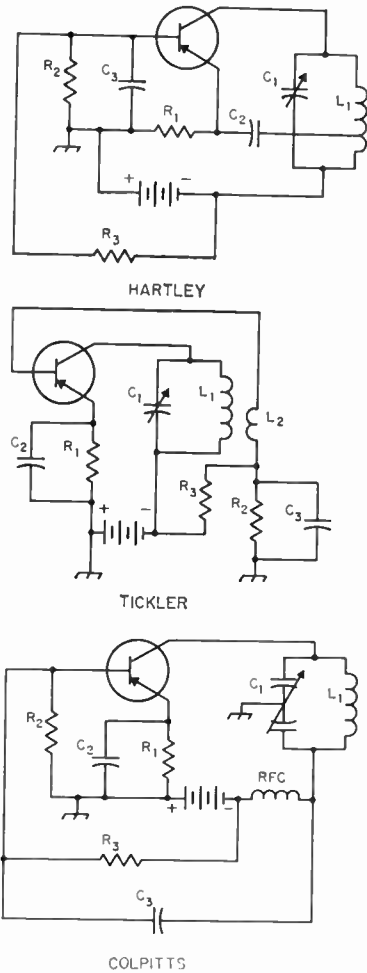 R2
C3
R1
C2
C1
L1
+ -
R3
HARTLEY
C1
L1
L2
C2
R1
R3
R2
C3
+ -
TICKLER
C1
L1
R2
C2
R1
RFC
+ -
R3
C3
COLPITTS